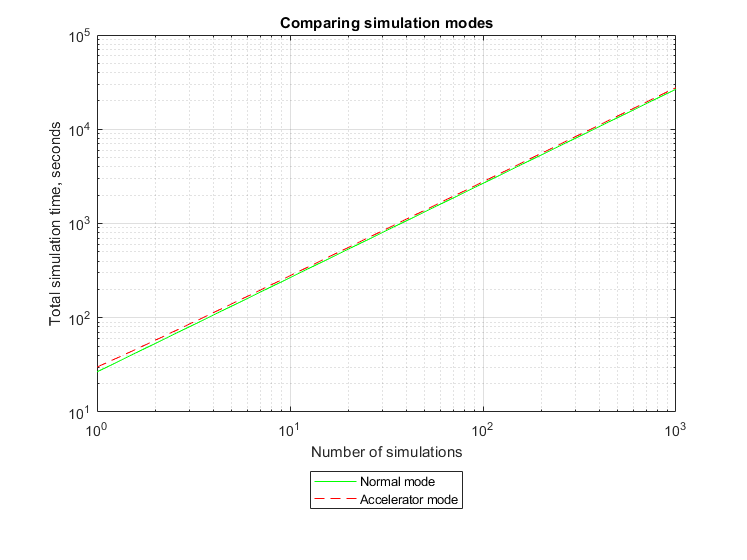 Comparing simulation modes
Total simulation time, seconds
10^5
10^4
10^3
10^2
10^1
10^0
10^1
10^2
10^3
Number of simulations
Normal mode
Accelerator mode